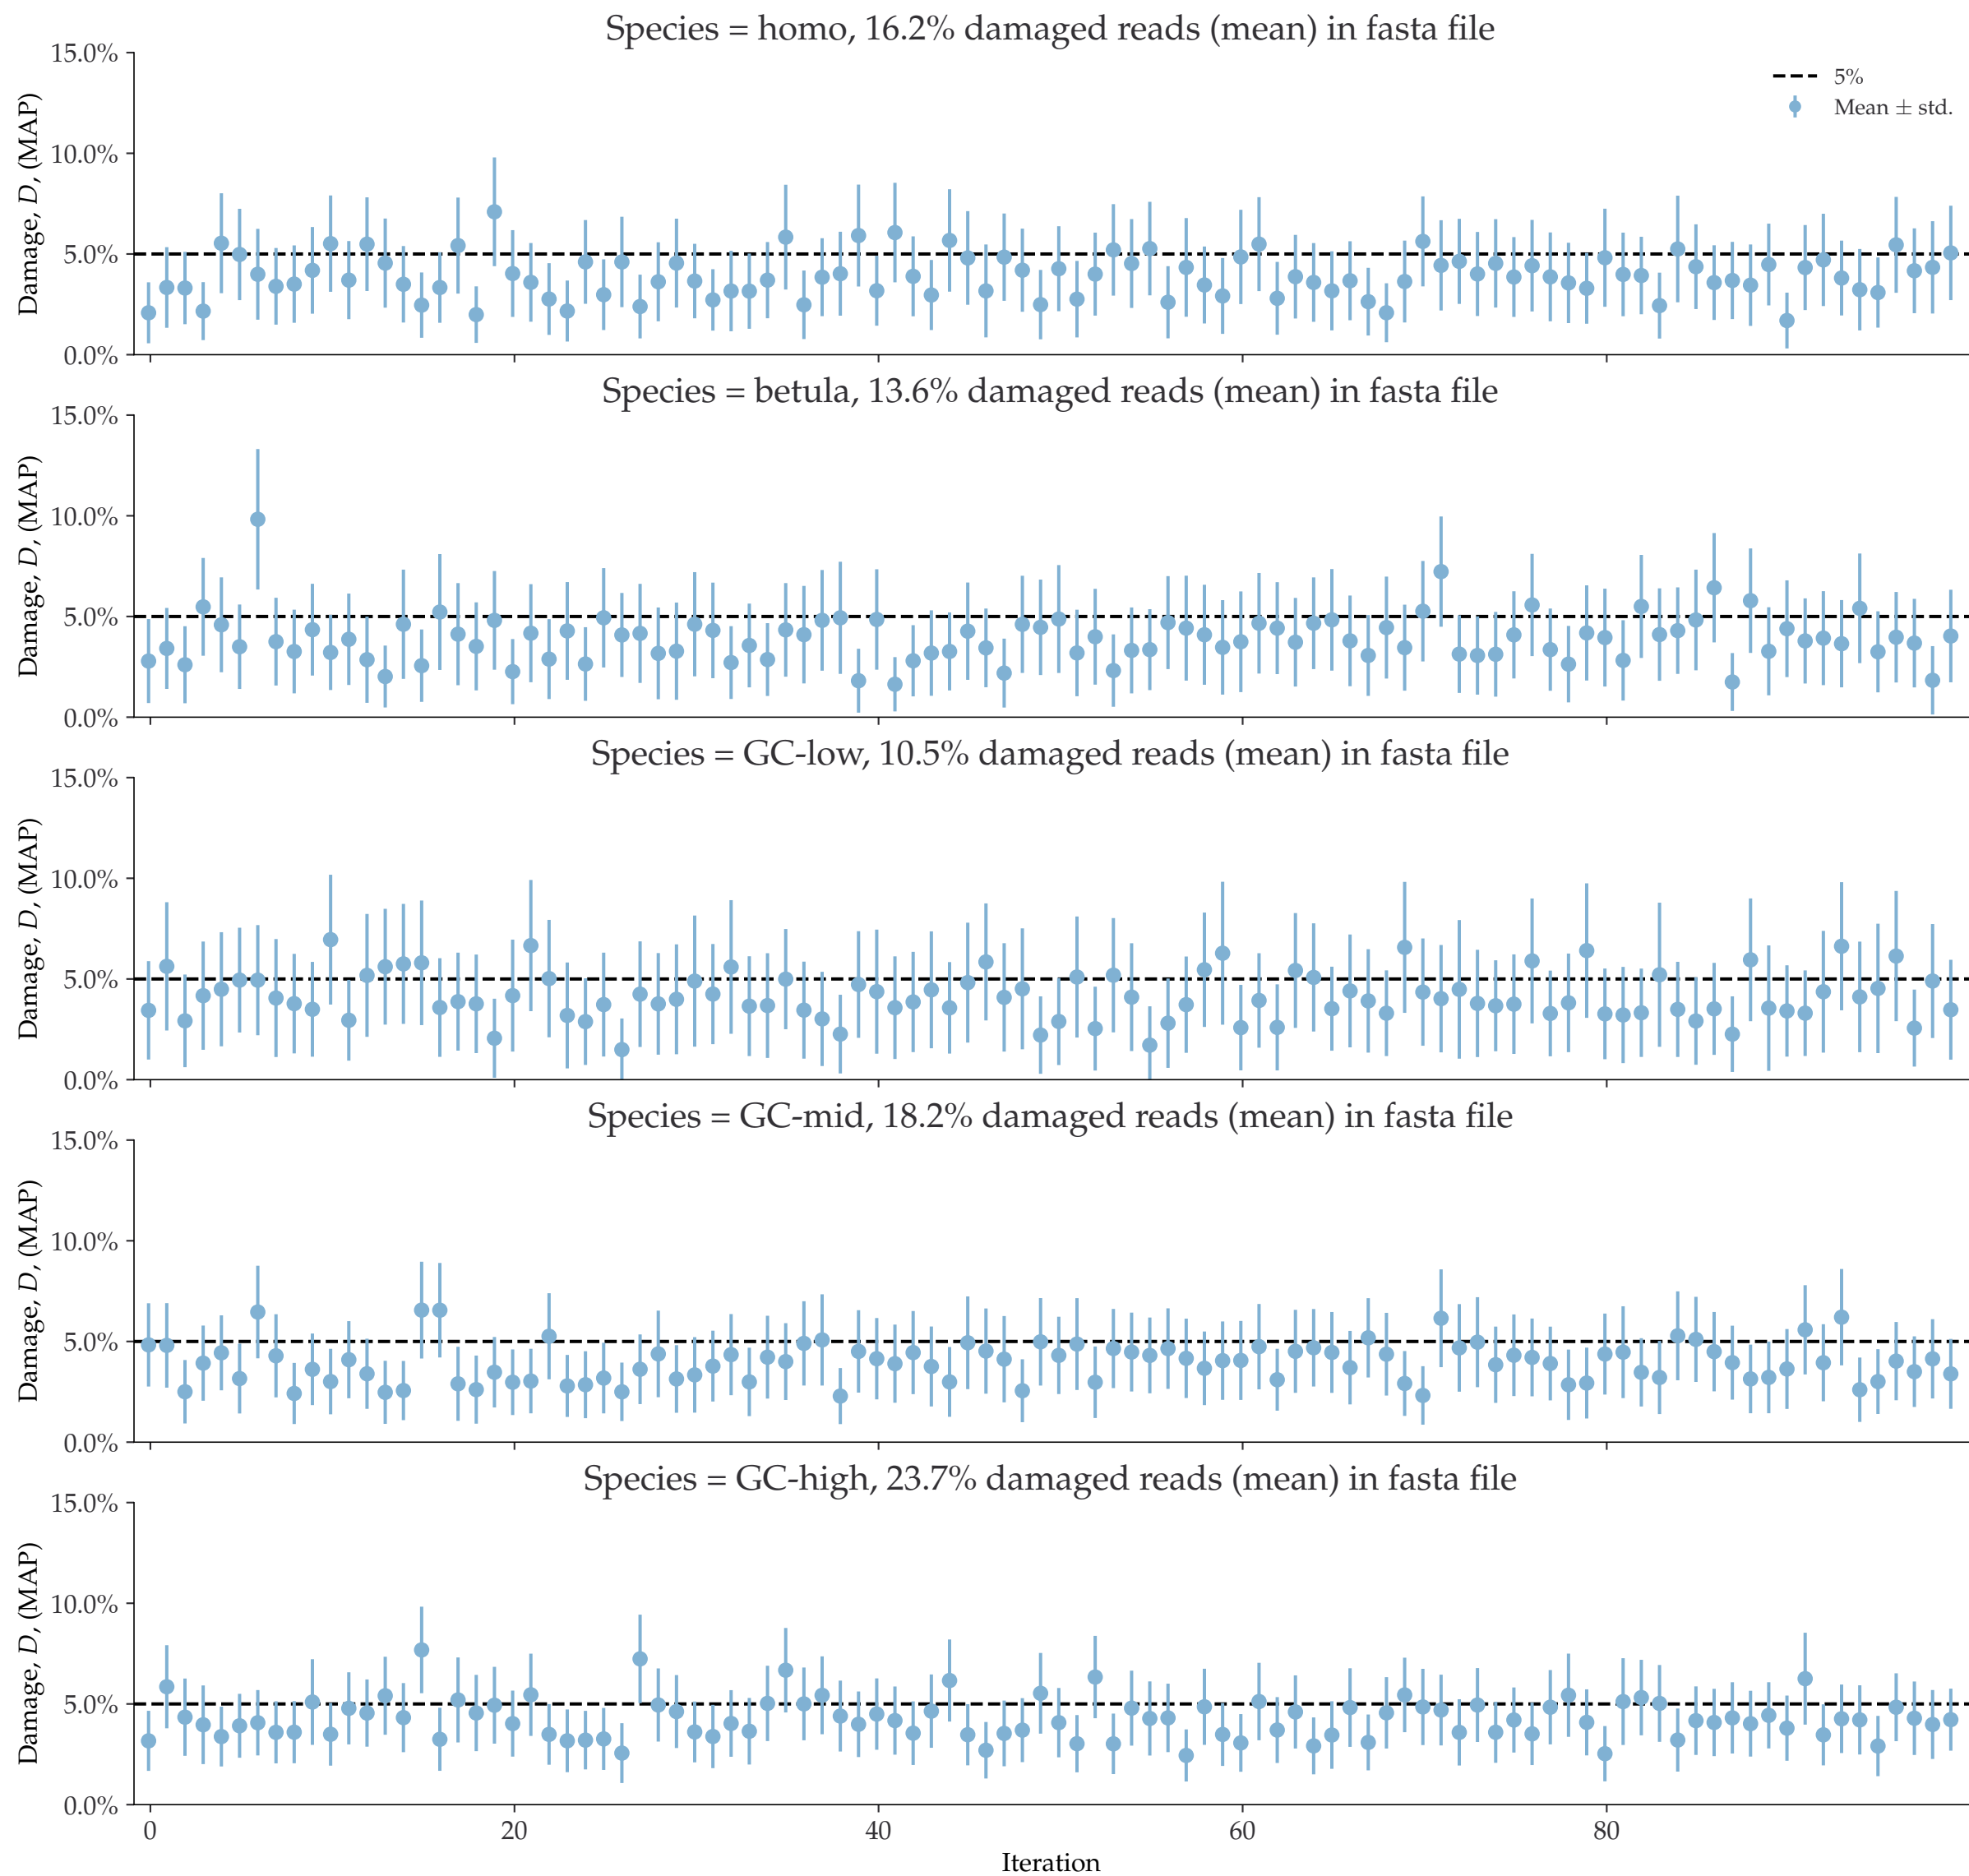 Species = homo, 16.2% damaged reads (mean) in fasta file
15.0%
10.0%
5.0%
0.0%
Damage, D, (MAP)
5%
Mean ± std.
Species = betula, 13.6% damaged reads (mean) in fasta file
15.0%
10.0%
5.0%
0.0%
Damage, D, (MAP)
Species = GC-low, 10.5% damaged reads (mean) in fasta file
15.0%
10.0%
5.0%
0.0%
Damage, D, (MAP)
Species = GC-mid, 18.2% damaged reads (mean) in fasta file
15.0%
10.0%
5.0%
0.0%
Damage, D, (MAP)
Species = GC-high, 23.7% damaged reads (mean) in fasta file
15.0%
10.0%
5.0%
0.0%
Damage, D, (MAP)
0 20 40 60 80
Iteration